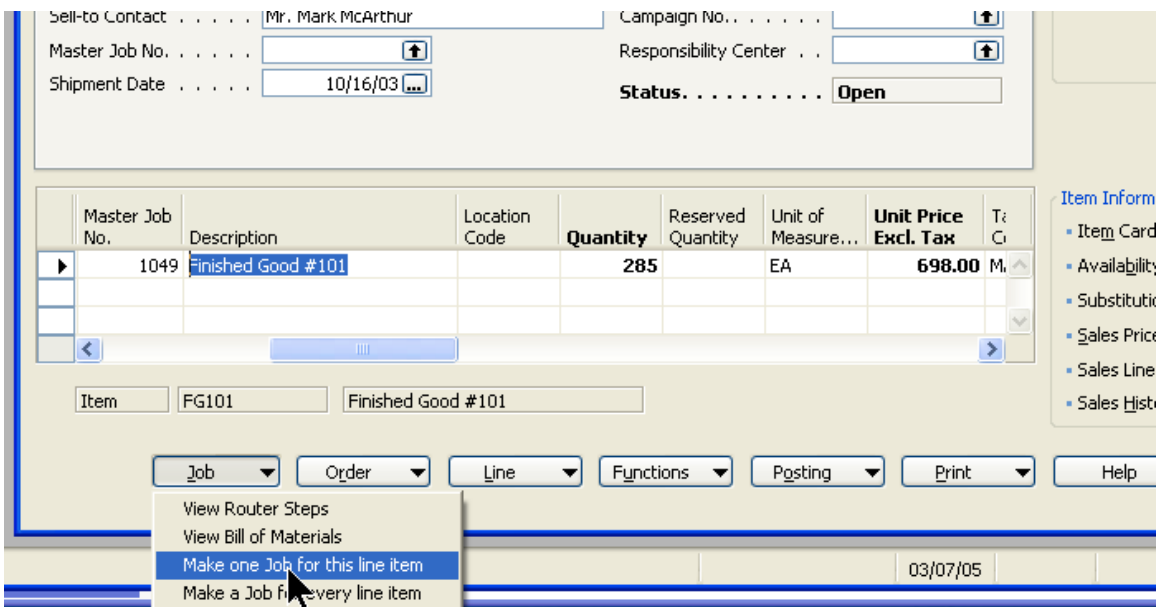 Sell-to Contact . . . . . Mr. Mark McArthur Campaign No.. . . . . .
Master Job No. . . . . . Responsibility Center . .
Shipment Date . . . . . 10/16/03 ...
Status. . . . . . . . . . Open
Item Inform
Master Job No. Description Location Code Quantity Reserved Quantity Unit of Measure... Unit Price Excl. Tax
Item Card
1049 Finished Good #101 285 EA 698.00
Availability
Substitutio
Sales Price
Sales Line
Item FG101 Finished Good #101
Sales Histo
Job Order Line Functions Posting Print Help
View Router Steps
View Bill of Materials
Make one Job for this line item
03/07/05
Make a Job for every line item